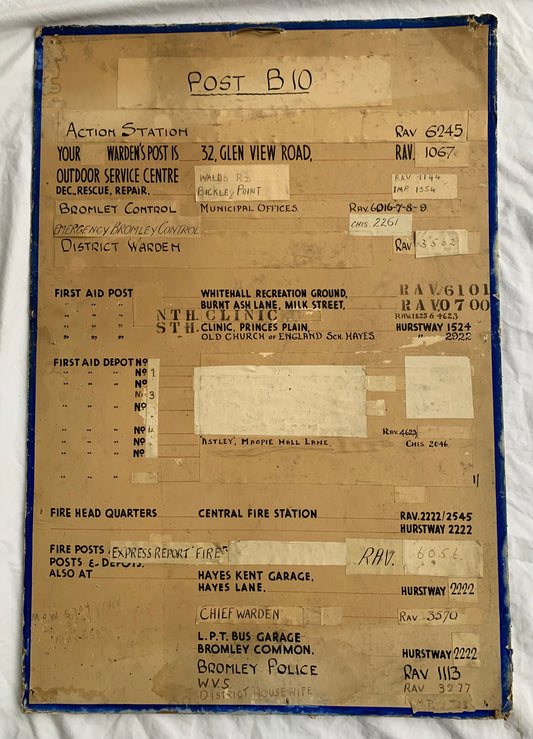 POST B10
ACTION STATION RAV 6245
YOUR WARDEN'S POST IS 32, GLEN VIEW ROAD, RAV. 1067
OUTDOOR SERVICE CENTRE WALDO RD RAV 1144
DEC, RESCUE, REPAIR. BICKLEY POINT IMP 1354
BROMLEY CONTROL MUNICIPAL OFFICES. RAV. 6016-7-8-9
EMERGENCY BROMLEY CONTROL CHIS. 2261
DISTRICT WARDEN RAV 3502
FIRST AID POST WHITEHALL RECREATION GROUND, RAV. 6101
" " " BURNT ASH LANE, MILK STREET, RAV. 0700
" " " NTH. CLINIC RAV. 1825 & 4623
" " " STH. CLINIC, PRINCES PLAIN, HURSTWAY 1524
OLD CHURCH OF ENGLAND SCH. HAYES. " 2922
FIRST AID DEPOT NO
" " " NO 1
" " " NO
" " " NO 3
" " " NO
" " " NO 'ASTLEY', MAGPIE HALL LANE. RAV. 4623
" " " NO CHIS. 2046
" " " NO
" " "
FIRE HEAD QUARTERS CENTRAL FIRE STATION RAV. 2222/2545
HURSTWAY 2222
FIRE POSTS EXPRESS REPORT "FIRE" RAV. 6056.
POSTS & DEPOTS.
ALSO AT HAYES KENT GARAGE,
HAYES LANE. HURSTWAY 2222
CHIEF WARDEN RAV. 3570
L.P.T. BUS GARAGE
BROMLEY COMMON. HURSTWAY 2222
BROMLEY POLICE RAV 1113
WVS RAV 3277
DISTRICT HOUSEWIFE IMP.